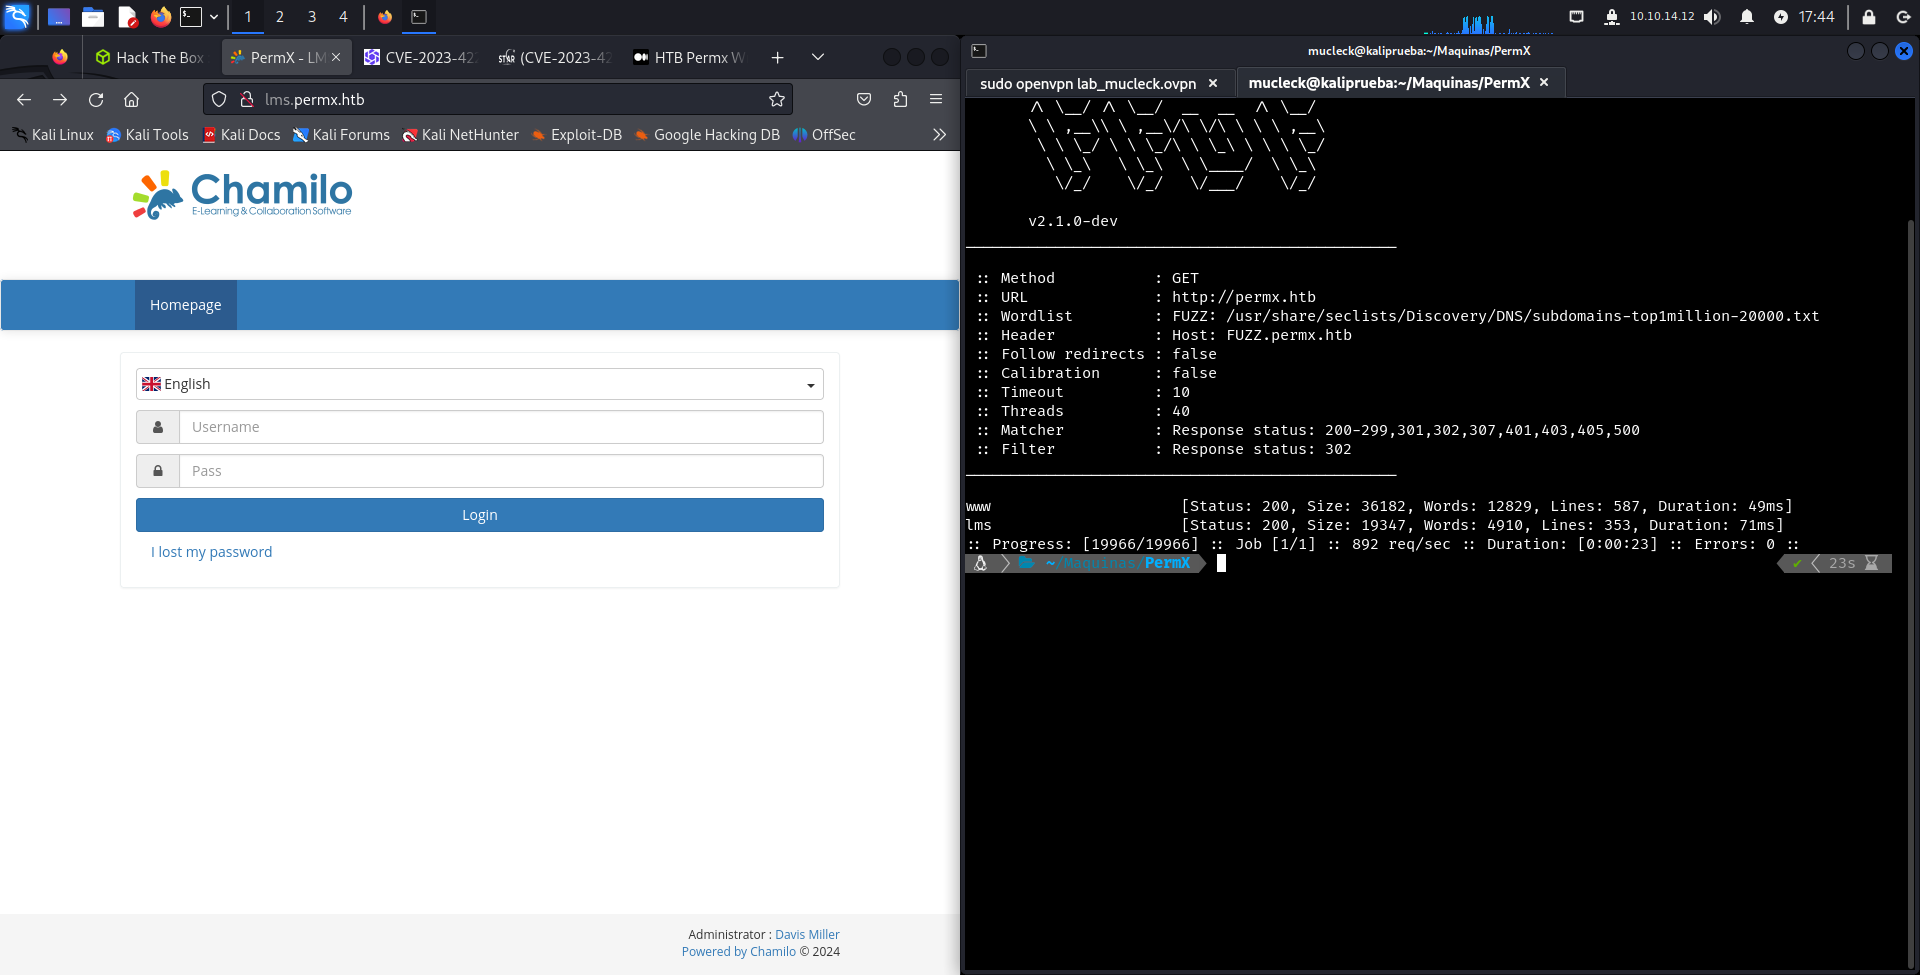 1 2 3 4
10.10.14.12 17:44
Hack The Box
PermX - LM
CVE-2023-42
(CVE-2023-42
HTB Permx W
lms.permx.htb
Kali Linux Kali Tools Kali Docs Kali Forums Kali NetHunter Exploit-DB Google Hacking DB OffSec
Chamilo
E-Learning & Collaboration Software
Homepage
English
Username
Pass
Login
I lost my password
Administrator : Davis Miller
Powered by Chamilo © 2024
mucleck@kaliprueba:~/Maquinas/PermX
sudo openvpn lab_mucleck.ovpn
mucleck@kaliprueba:~/Maquinas/PermX
v2.1.0-dev
:: Method : GET
:: URL : http://permx.htb
:: Wordlist : FUZZ: /usr/share/seclists/Discovery/DNS/subdomains-top1million-20000.txt
:: Header : Host: FUZZ.permx.htb
:: Follow redirects : false
:: Calibration : false
:: Timeout : 10
:: Threads : 40
:: Matcher : Response status: 200-299,301,302,307,401,403,405,500
:: Filter : Response status: 302
www [Status: 200, Size: 36182, Words: 12829, Lines: 587, Duration: 49ms]
lms [Status: 200, Size: 19347, Words: 4910, Lines: 353, Duration: 71ms]
:: Progress: [19966/19966] :: Job [1/1] :: 892 req/sec :: Duration: [0:00:23] :: Errors: 0 ::
~/Maquinas/PermX 23s